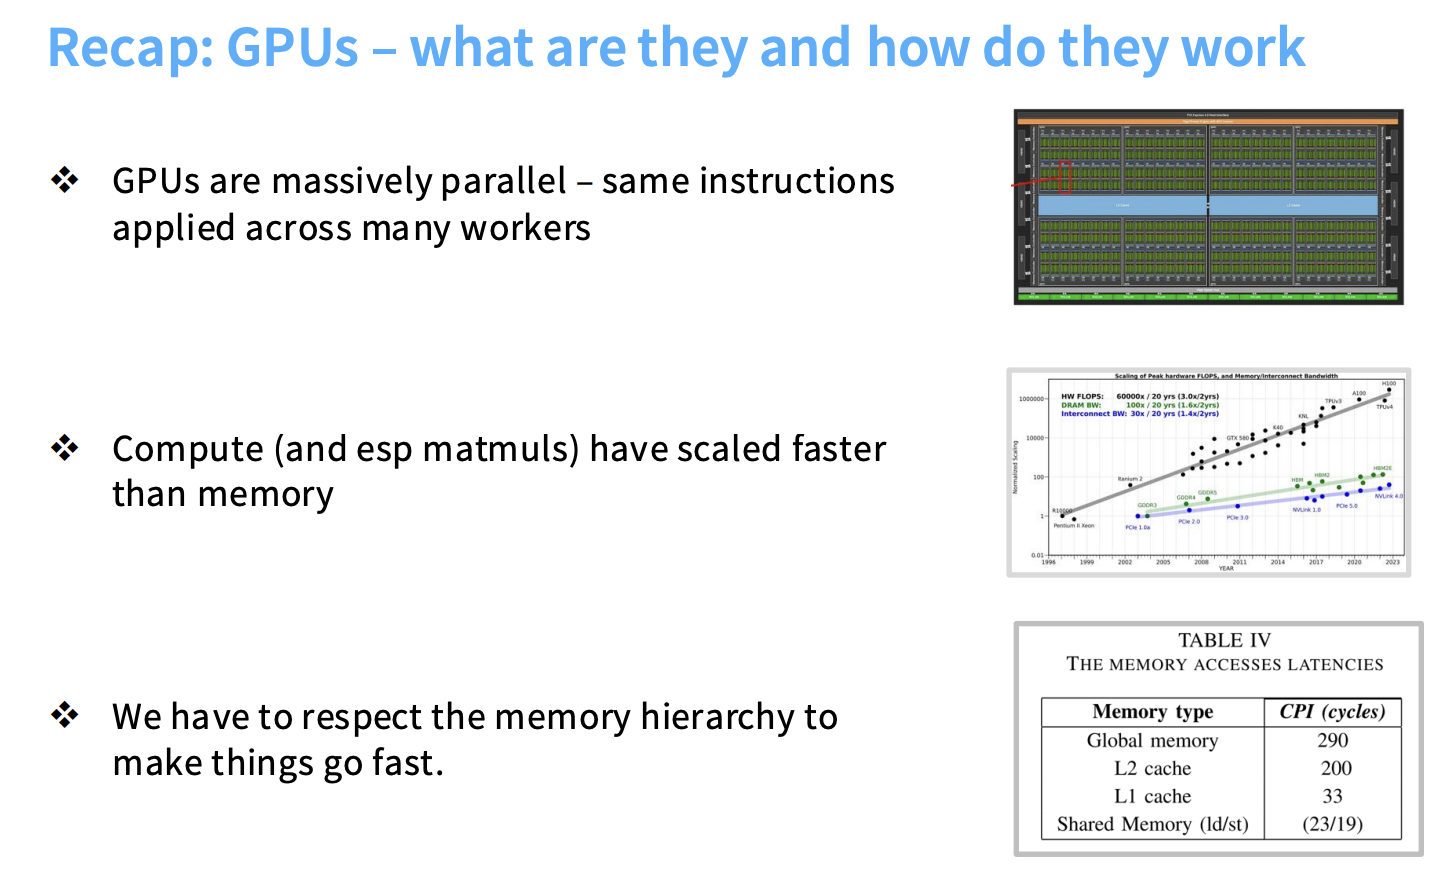 Recap: GPUs – what are they and how do they work
❖ GPUs are massively parallel – same instructions
applied across many workers
L2 Cache
L2 Cache
❖ Compute (and esp matmuls) have scaled faster
than memory
Scaling of Peak hardware FLOPS, and Memory/Interconnect Bandwidth
HW FLOPS: 60000x / 20 yrs (3.0x/2yrs)
DRAM BW: 100x / 20 yrs (1.6x/2yrs)
Interconnect BW: 30x / 20 yrs (1.4x/2yrs)
Normalized Scaling
1000000
10000
100
1
0.01
R10000
Pentium II Xeon
Itanium 2
GTX 580
K40
KNL
TPUv3
A100
H100
TPUv4
GDDR3
GDDR4
GDDR5
HBM
HBM2
HBM2E
PCIe 1.0a
PCIe 2.0
PCIe 3.0
NVLink 1.0
PCIe 5.0
NVLink 4.0
1996 1999 2002 2005 2008 2011 2014 2017 2020 2023
YEAR
❖ We have to respect the memory hierarchy to
make things go fast.
TABLE IV
THE MEMORY ACCESSES LATENCIES
Memory type CPI (cycles)
Global memory 290
L2 cache 200
L1 cache 33
Shared Memory (ld/st) (23/19)